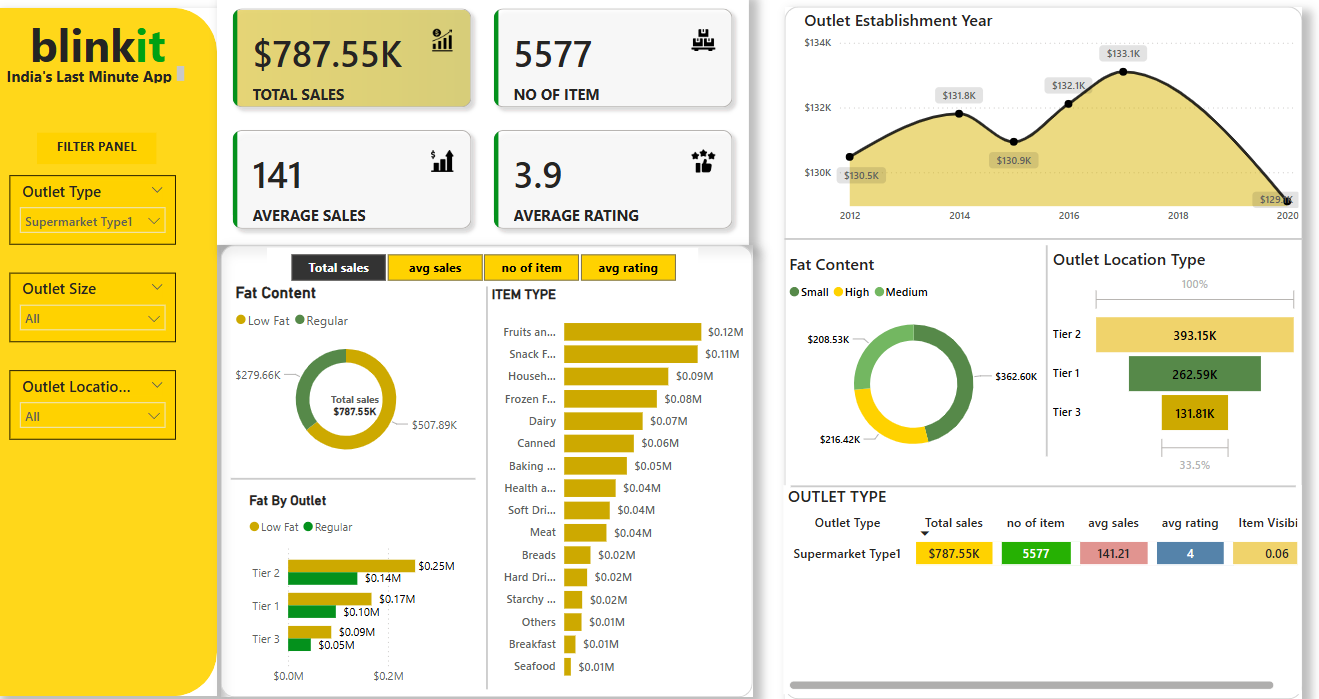 blinkit
India's Last Minute App
FILTER PANEL
Outlet Type
Supermarket Type1
Outlet Size
All
Outlet Locatio...
All
$787.55K
TOTAL SALES
5577
NO OF ITEM
141
AVERAGE SALES
3.9
AVERAGE RATING
Total sales
avg sales
no of item
avg rating
Fat Content
Low Fat
Regular
$279.66K
Total sales
$787.55K
$507.89K
Fat By Outlet
Low Fat
Regular
Tier 2
$0.25M
$0.14M
Tier 1
$0.17M
$0.10M
Tier 3
$0.09M
$0.05M
$0.0M
$0.2M
ITEM TYPE
Fruits an...
$0.12M
Snack F...
$0.11M
Househ...
$0.09M
Frozen F...
$0.08M
Dairy
$0.07M
Canned
$0.06M
Baking ...
$0.05M
Health a...
$0.04M
Soft Dri...
$0.04M
Meat
$0.04M
Breads
$0.02M
Hard Dri...
$0.02M
Starchy ...
$0.02M
Others
$0.01M
Breakfast
$0.01M
Seafood
$0.01M
Outlet Establishment Year
$134K
$132K
$130K
$130.5K
$131.8K
$130.9K
$132.1K
$133.1K
2012
2014
2016
2018
2020
Fat Content
Small
High
Medium
$208.53K
$362.60K
$216.42K
Outlet Location Type
100%
Tier 2
393.15K
Tier 1
262.59K
Tier 3
131.81K
33.5%
OUTLET TYPE
Outlet Type Total sales no of item avg sales avg rating Item Visibi
Supermarket Type1 $787.55K 5577 141.21 4 0.06